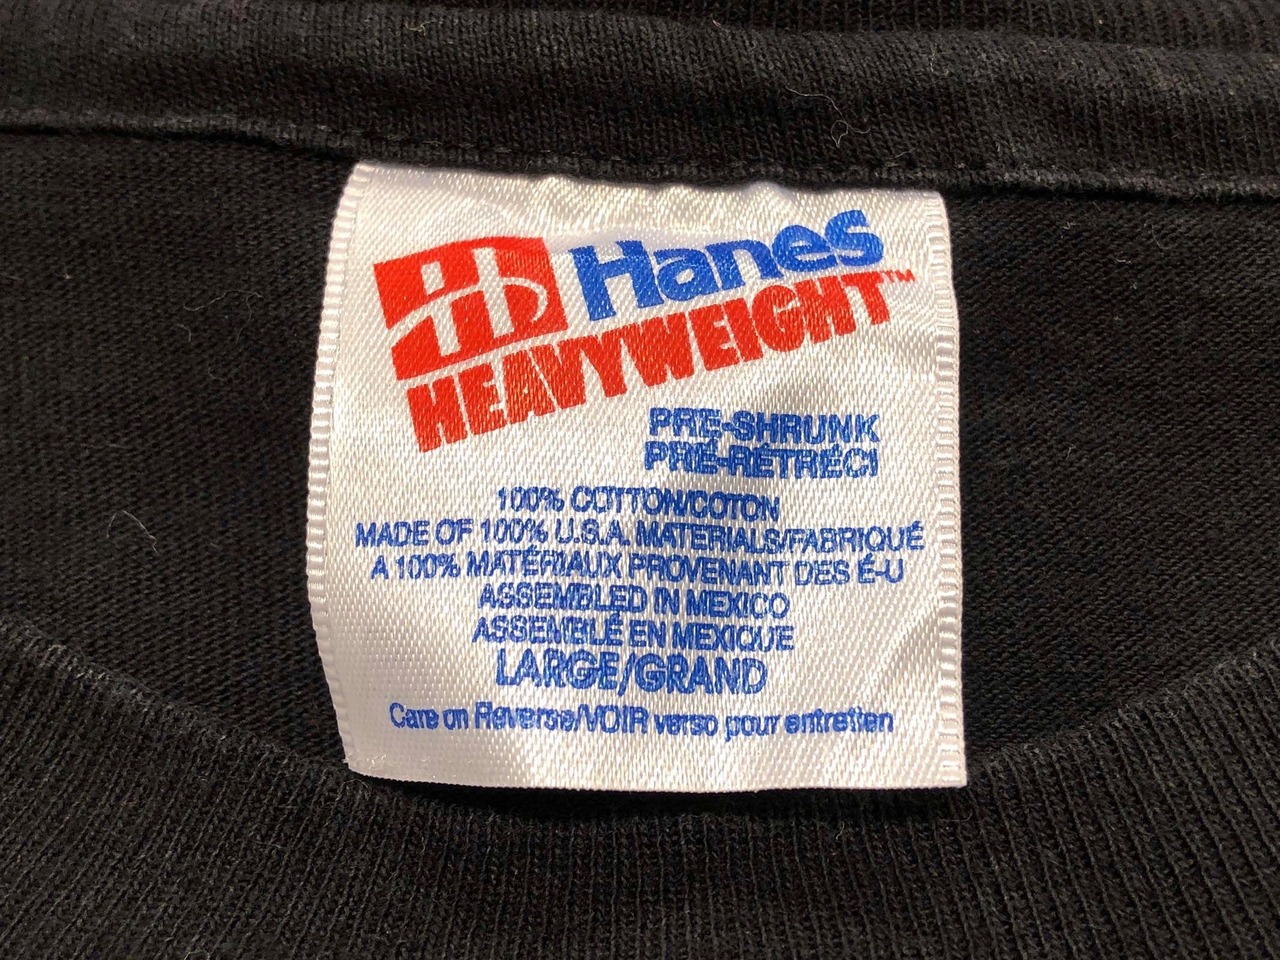 Hanes
HEAVYWEIGHT™
PRE-SHRUNK
PRÉ-RÉTRÉCI
100% COTTON/COTON
MADE OF 100% U.S.A. MATERIALS/FABRIQUÉ
A 100% MATÉRIAUX PROVENANT DES É-U
ASSEMBLED IN MEXICO
ASSEMBLÉ EN MEXIQUE
LARGE/GRAND
Care on Reverse/VOIR verso pour entretien